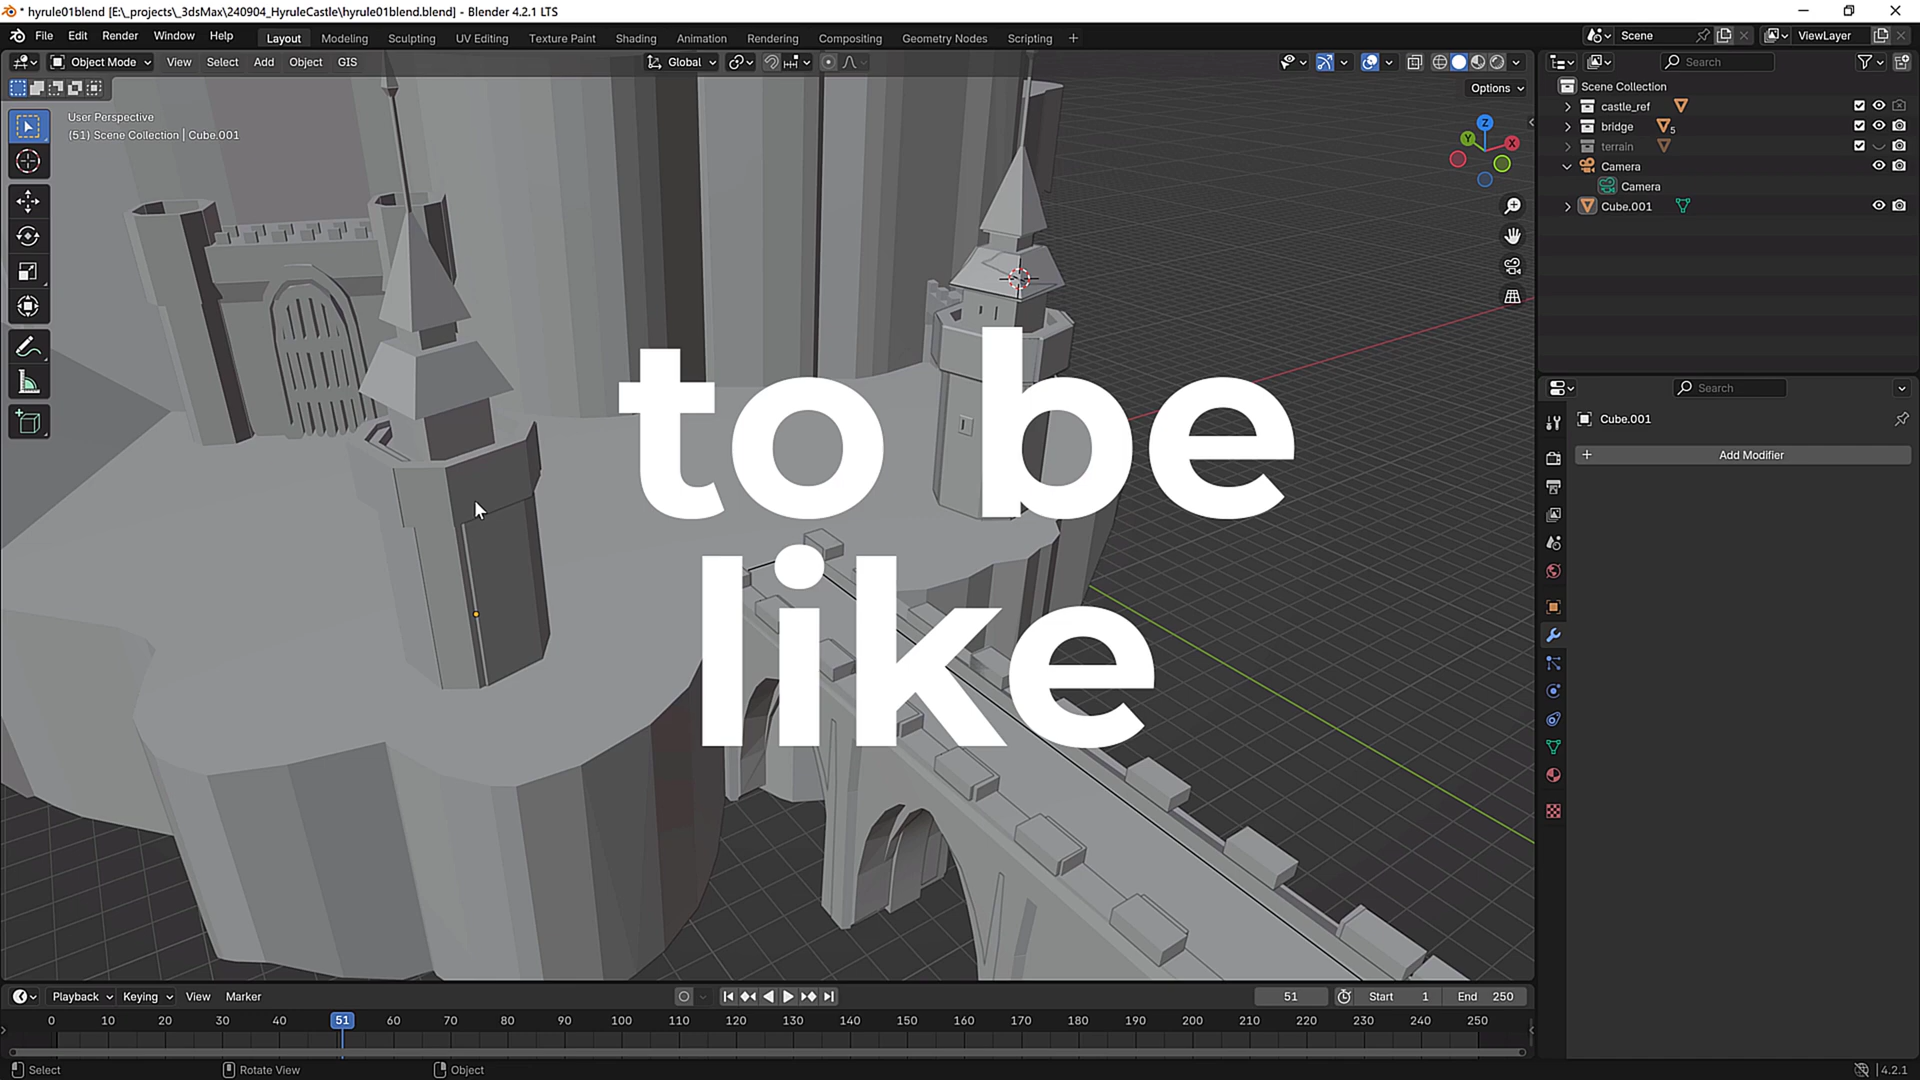 * hyrule01blend [E:\_projects\_3dsMax\240904_HyruleCastle\hyrule01blend.blend] - Blender 4.2.1 LTS
File Edit Render Window Help Layout Modeling Sculpting UV Editing Texture Paint Shading Animation Rendering Compositing Geometry Nodes Scripting + Scene ViewLayer
Object Mode View Select Add Object GIS Global Search
Options
User Perspective
(51) Scene Collection | Cube.001
Z
Y
X
Scene Collection
castle_ref
bridge 5
terrain
Camera
Camera
Cube.001
Search
Cube.001
+ Add Modifier
to be
like
Playback Keying View Marker 51 Start 1 End 250
0 10 20 30 40 51 60 70 80 90 100 110 120 130 140 150 160 170 180 190 200 210 220 230 240 250
Select Rotate View Object 4.2.1